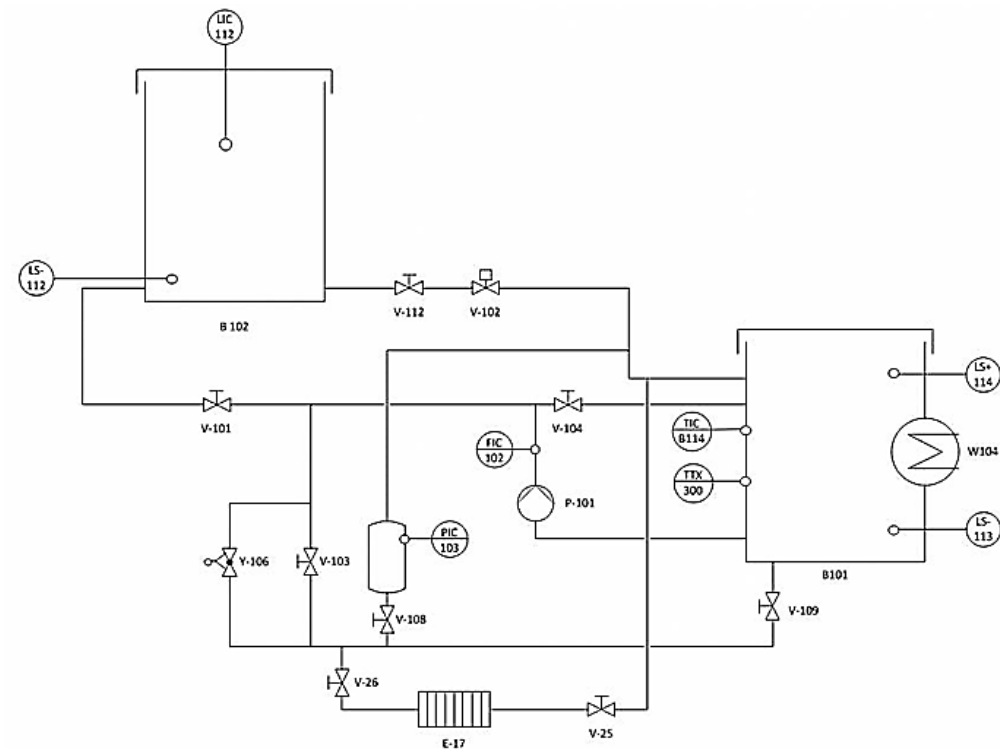 LIC
112
LS-
112
V-112
V-102
B 102
LS+
114
V-101
V-104
TIC
B114
FIC
102
W104
TTX
300
P-101
PIC
103
LS-
113
Y-106
V-103
B101
V-108
V-109
V-26
V-25
E-17